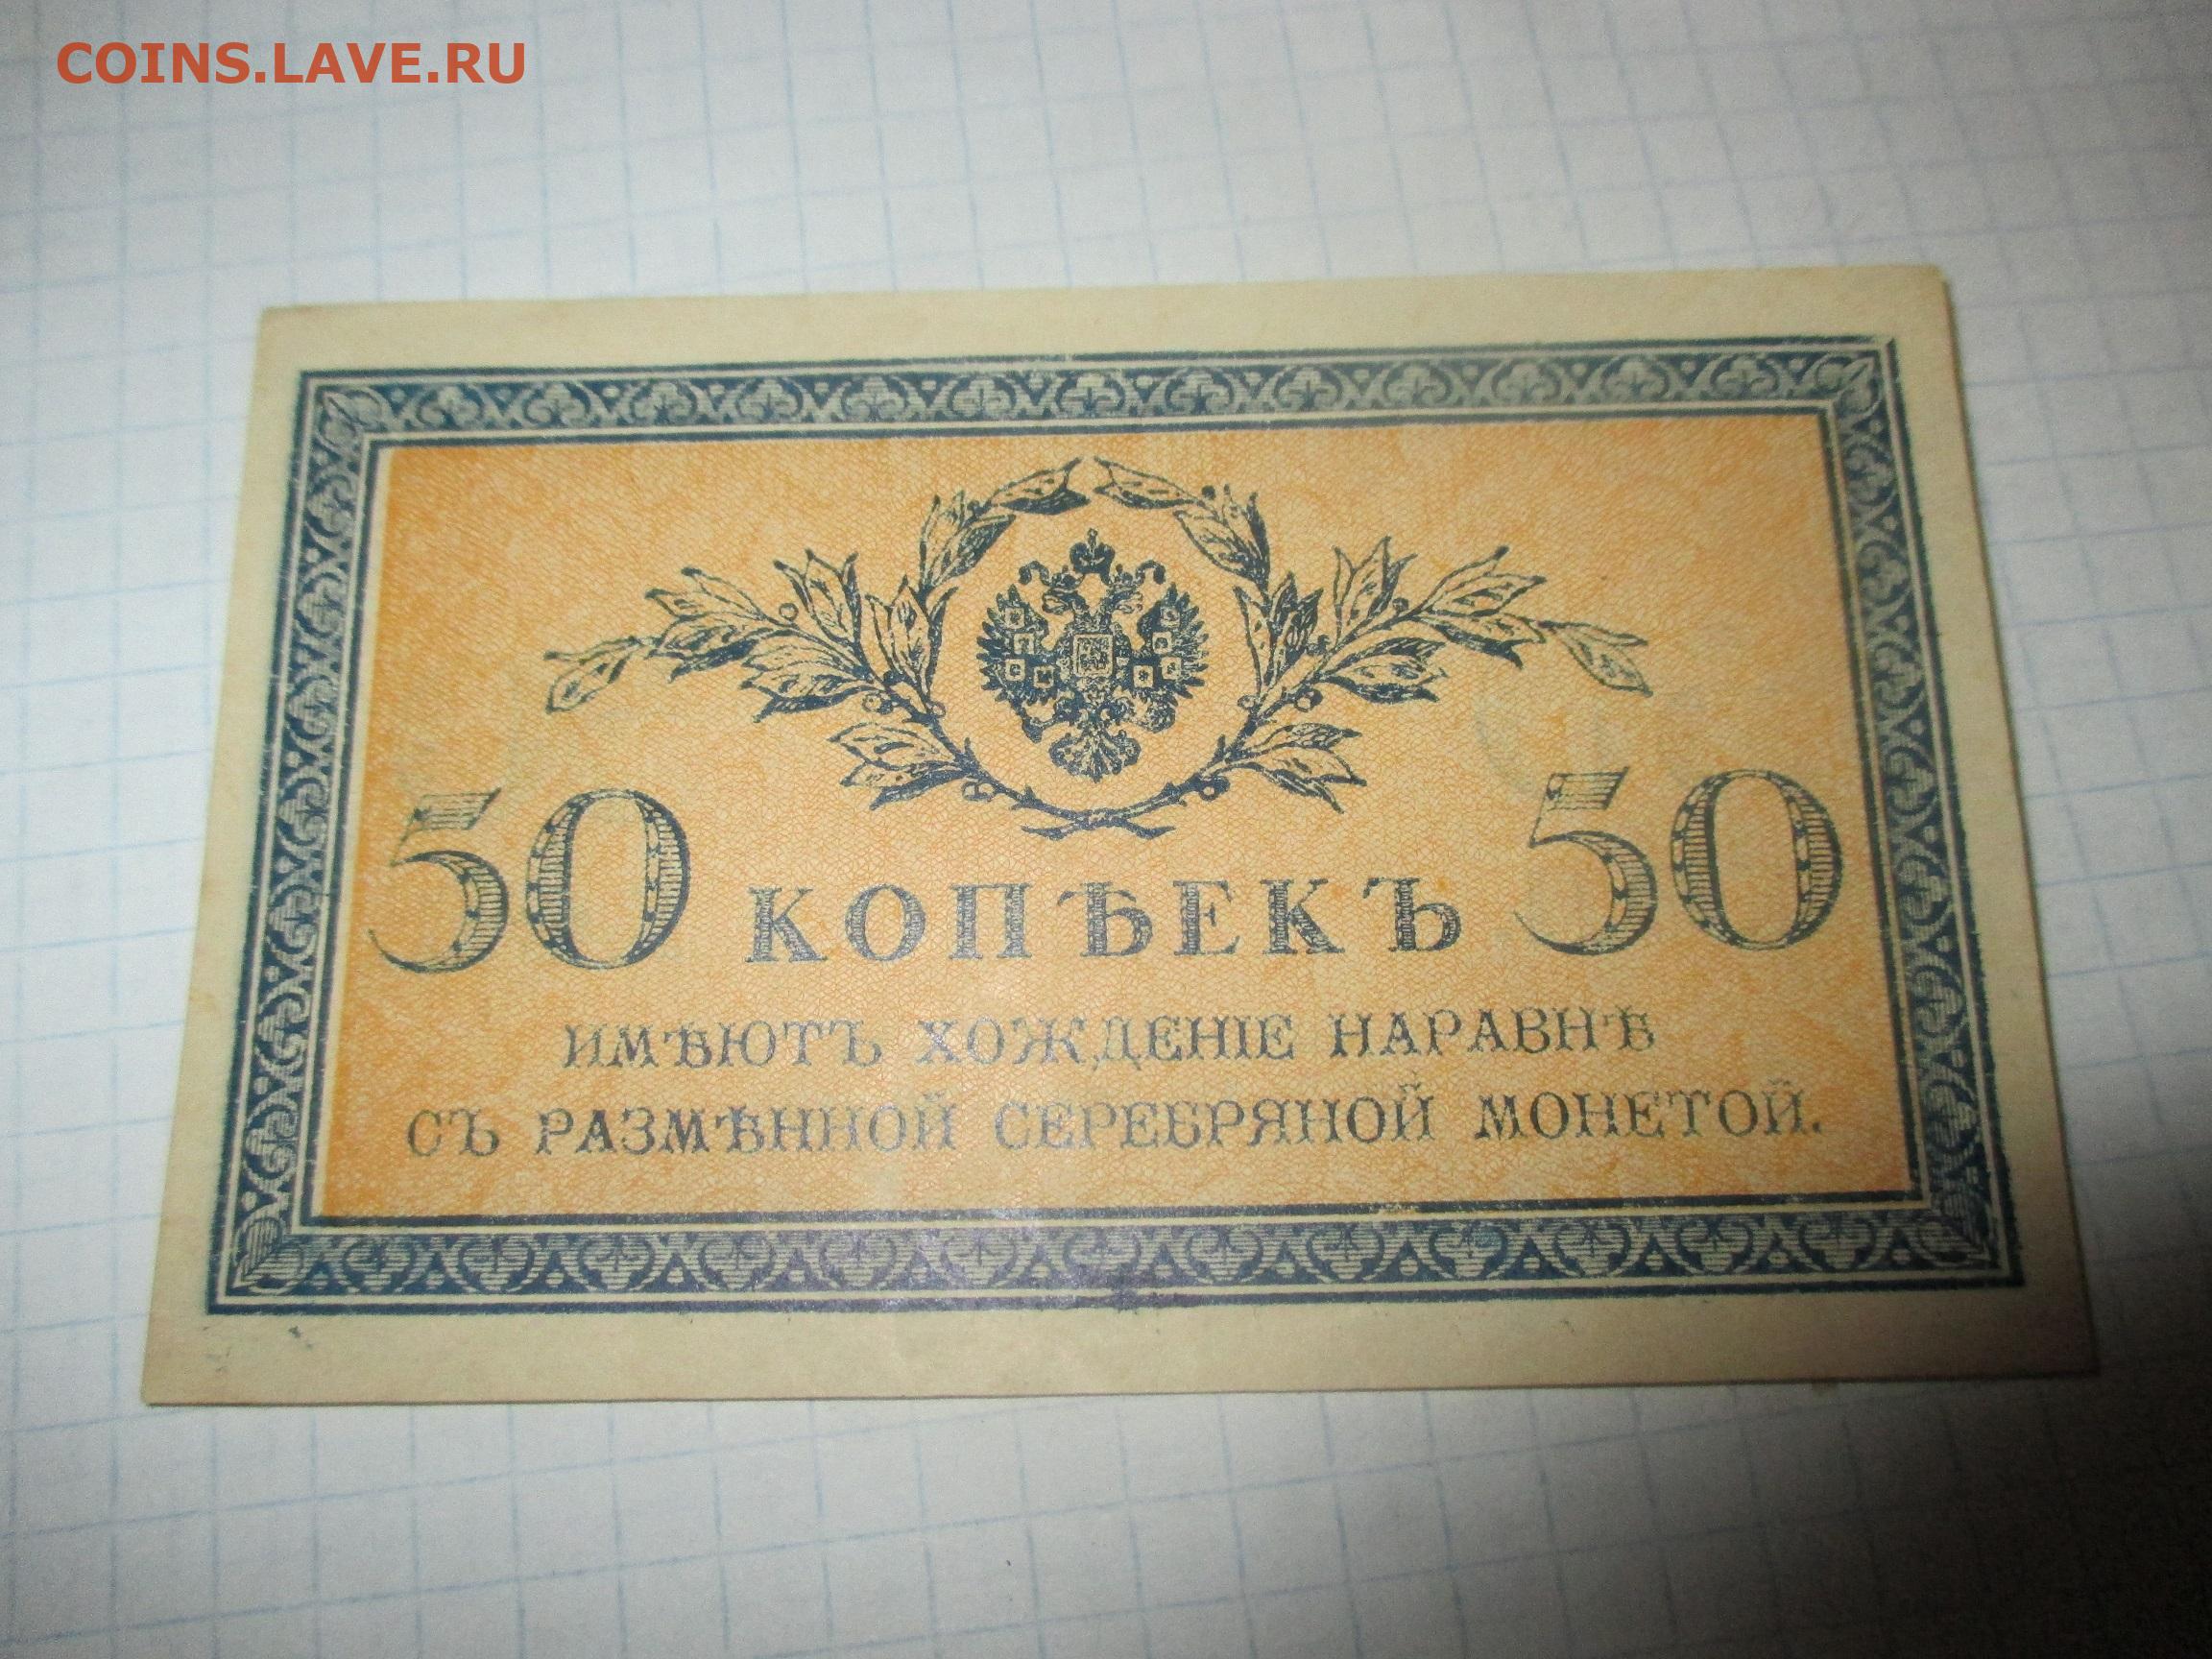 COINS.LAVE.RU
50 КОПѢЕКЪ 50
ИМѢЮТЪ ХОЖДЕНІЕ НАРАВНѢ
СЪ РАЗМѢННОЙ СЕРЕБРЯНОЙ МОНЕТОЙ.